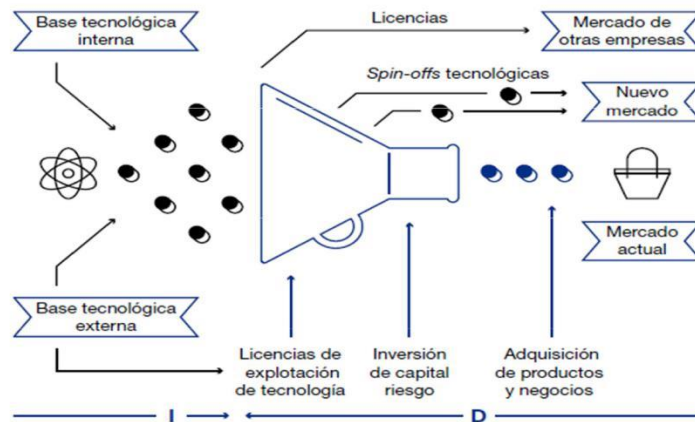 Base tecnológica
interna
Licencias
Mercado de
otras empresas
Spin-offs tecnológicas
Nuevo
mercado
Mercado
actual
Base tecnológica
externa
Licencias de
explotación
de tecnología
Inversión
de capital
riesgo
Adquisición
de productos
y negocios
I
D